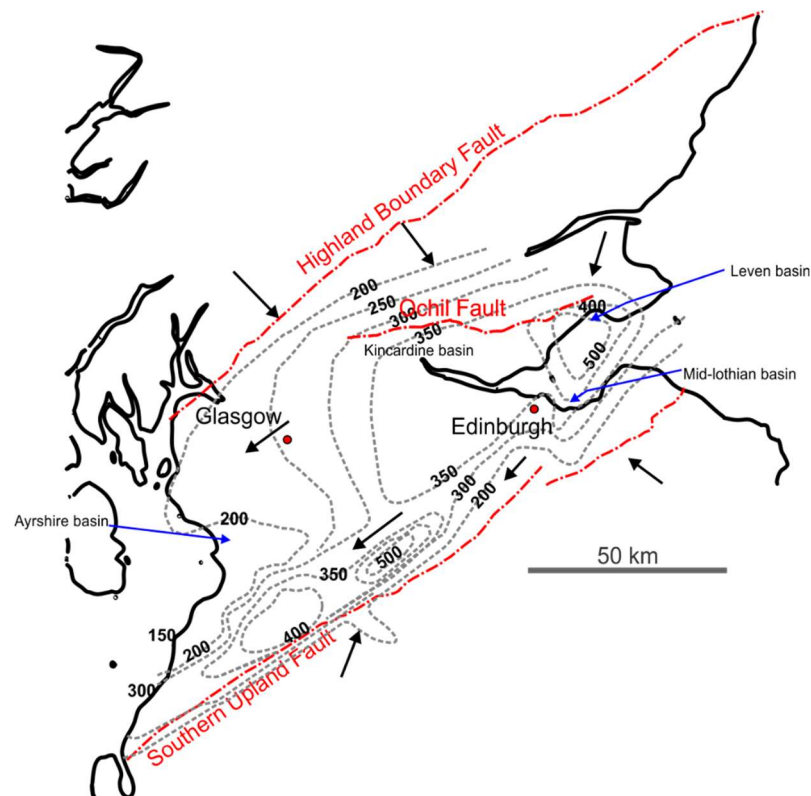 Highland Boundary Fault
200
250
300
350
Ochil Fault
400
Leven basin
Kincardine basin
500
Mid-lothian basin
Glasgow
Edinburgh
350
300
200
Ayrshire basin
200
50 km
500
350
400
150
200
300
Southern Upland Fault